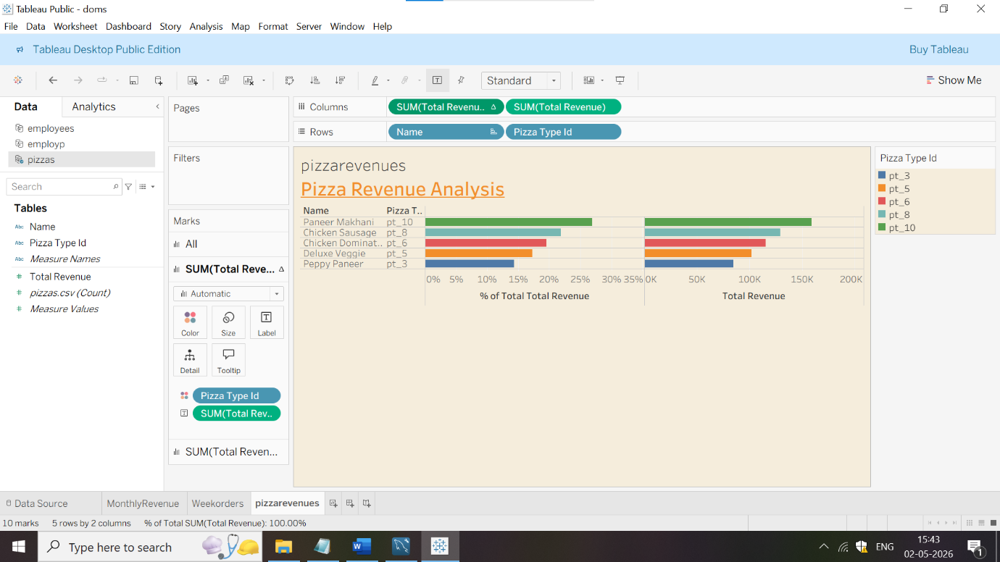 Tableau Public - doms
File Data Worksheet Dashboard Story Analysis Map Format Server Window Help
Tableau Desktop Public Edition
Buy Tableau
Standard
Show Me
Data
Analytics
employees
employp
pizzas
Search
Tables
Abc Name
Abc Pizza Type Id
Abc Measure Names
# Total Revenue
# pizzas.csv (Count)
# Measure Values
Pages
Filters
Marks
All
SUM(Total Reve... Δ
Automatic
Color
Size
Label
Detail
Tooltip
Pizza Type Id
SUM(Total Rev..
SUM(Total Reven...
Columns
SUM(Total Revenu.. Δ
SUM(Total Revenue)
Rows
Name
Pizza Type Id
pizzarevenues
Pizza Revenue Analysis
Name Pizza T..
Paneer Makhani pt_10
Chicken Sausage pt_8
Chicken Dominat.. pt_6
Deluxe Veggie pt_5
Peppy Paneer pt_3
0% 5% 10% 15% 20% 25% 30% 35% 0K 50K 100K 150K 200K
% of Total Total Revenue
Total Revenue
Pizza Type Id
pt_3
pt_5
pt_6
pt_8
pt_10
Data Source
MonthlyRevenue
Weekorders
pizzarevenues
10 marks 5 rows by 2 columns % of Total SUM(Total Revenue): 100.00%
Type here to search
ENG
15:43
02-05-2026
1